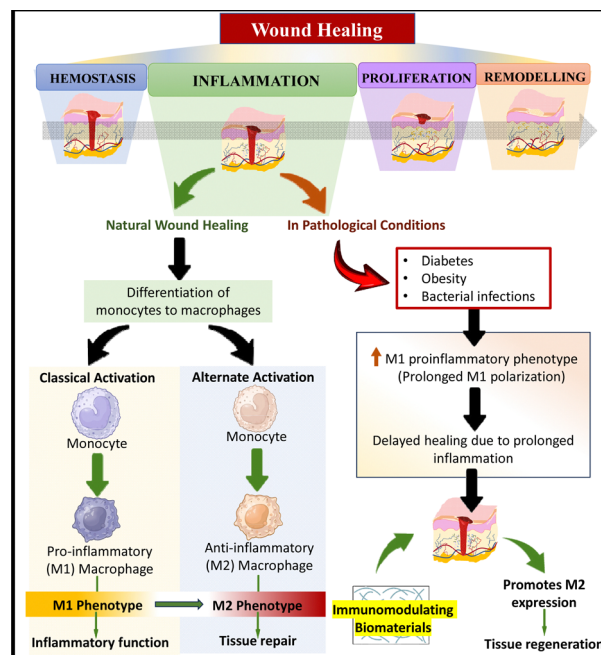 Wound Healing
HEMOSTASIS
INFLAMMATION
PROLIFERATION
REMODELLING
Natural Wound Healing
In Pathological Conditions
• Diabetes
• Obesity
• Bacterial infections
Differentiation of
monocytes to macrophages
M1 proinflammatory phenotype
(Prolonged M1 polarization)
Delayed healing due to prolonged
inflammation
Classical Activation
Monocyte
Pro-inflammatory
(M1) Macrophage
M1 Phenotype
Inflammatory function
Alternate Activation
Monocyte
Anti-inflammatory
(M2) Macrophage
M2 Phenotype
Tissue repair
Immunomodulating
Biomaterials
Promotes M2
expression
Tissue regeneration